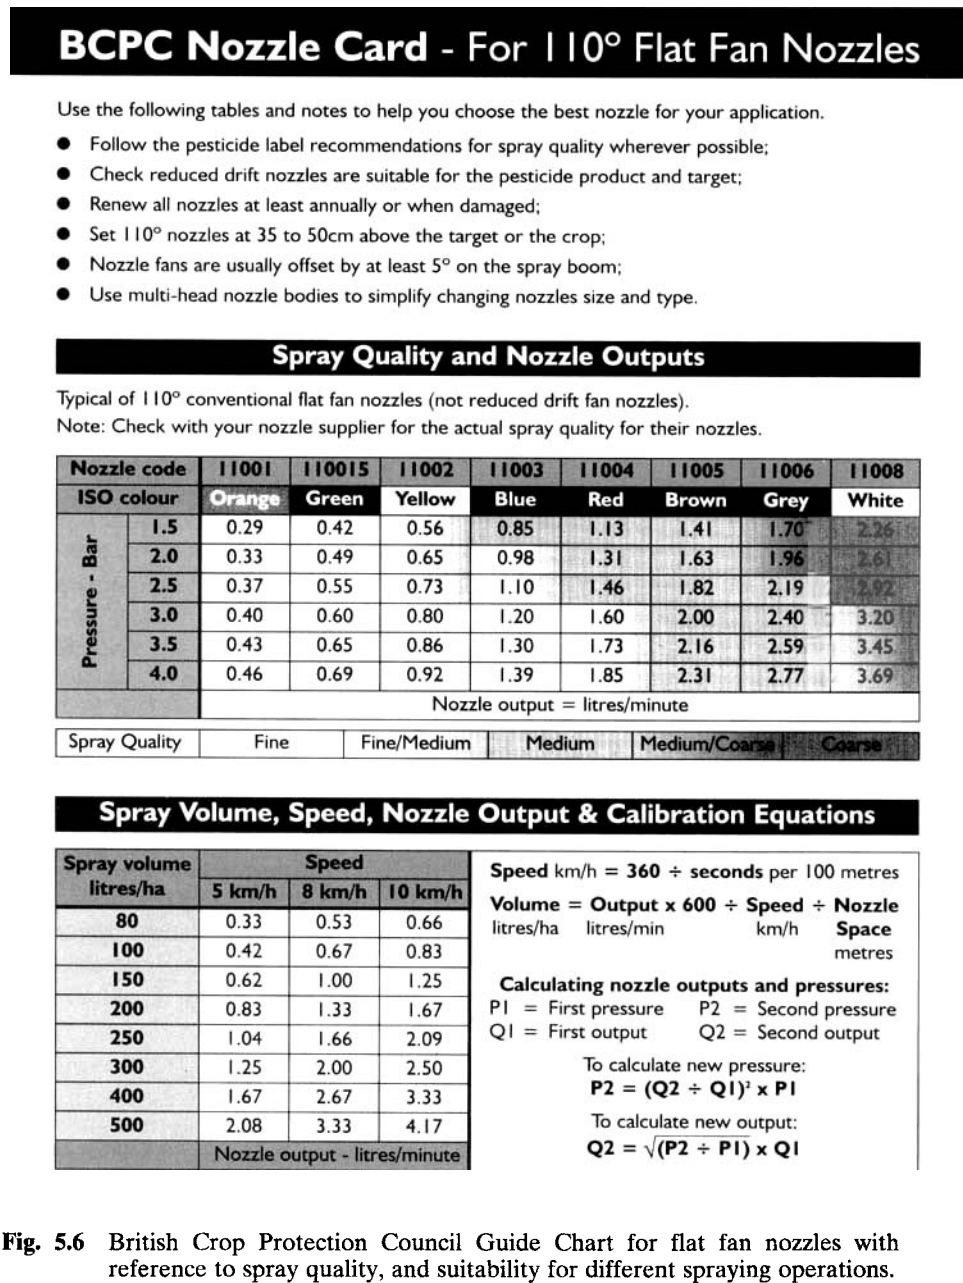 BCPC Nozzle Card - For 110° Flat Fan Nozzles
Use the following tables and notes to help you choose the best nozzle for your application.
● Follow the pesticide label recommendations for spray quality wherever possible;
● Check reduced drift nozzles are suitable for the pesticide product and target;
● Renew all nozzles at least annually or when damaged;
● Set 110° nozzles at 35 to 50cm above the target or the crop;
● Nozzle fans are usually offset by at least 5° on the spray boom;
● Use multi-head nozzle bodies to simplify changing nozzles size and type.
Spray Quality and Nozzle Outputs
Typical of 110° conventional flat fan nozzles (not reduced drift fan nozzles).
Note: Check with your nozzle supplier for the actual spray quality for their nozzles.
Nozzle code 11001 110015 11002 11003 11004 11005 11006 11008
ISO colour Orange Green Yellow Blue Red Brown Grey White
Pressure - Bar
1.5 0.29 0.42 0.56 0.85 1.13 1.41 1.70 2.26
2.0 0.33 0.49 0.65 0.98 1.31 1.63 1.96 2.61
2.5 0.37 0.55 0.73 1.10 1.46 1.82 2.19 2.92
3.0 0.40 0.60 0.80 1.20 1.60 2.00 2.40 3.20
3.5 0.43 0.65 0.86 1.30 1.73 2.16 2.59 3.45
4.0 0.46 0.69 0.92 1.39 1.85 2.31 2.77 3.69
Nozzle output = litres/minute
Spray Quality Fine Fine/Medium Medium Medium/Coarse Coarse
Spray Volume, Speed, Nozzle Output & Calibration Equations
Spray volume litres/ha Speed
5 km/h 8 km/h 10 km/h
80 0.33 0.53 0.66
100 0.42 0.67 0.83
150 0.62 1.00 1.25
200 0.83 1.33 1.67
250 1.04 1.66 2.09
300 1.25 2.00 2.50
400 1.67 2.67 3.33
500 2.08 3.33 4.17
Nozzle output - litres/minute
Speed km/h = 360 ÷ seconds per 100 metres
Volume = Output x 600 ÷ Speed ÷ Nozzle
litres/ha litres/min km/h Space
metres
Calculating nozzle outputs and pressures:
P1 = First pressure P2 = Second pressure
Q1 = First output Q2 = Second output
To calculate new pressure:
P2 = (Q2 ÷ Q1)² x P1
To calculate new output:
Q2 = √(P2 ÷ P1) x Q1
Fig. 5.6 British Crop Protection Council Guide Chart for flat fan nozzles with
reference to spray quality, and suitability for different spraying operations.